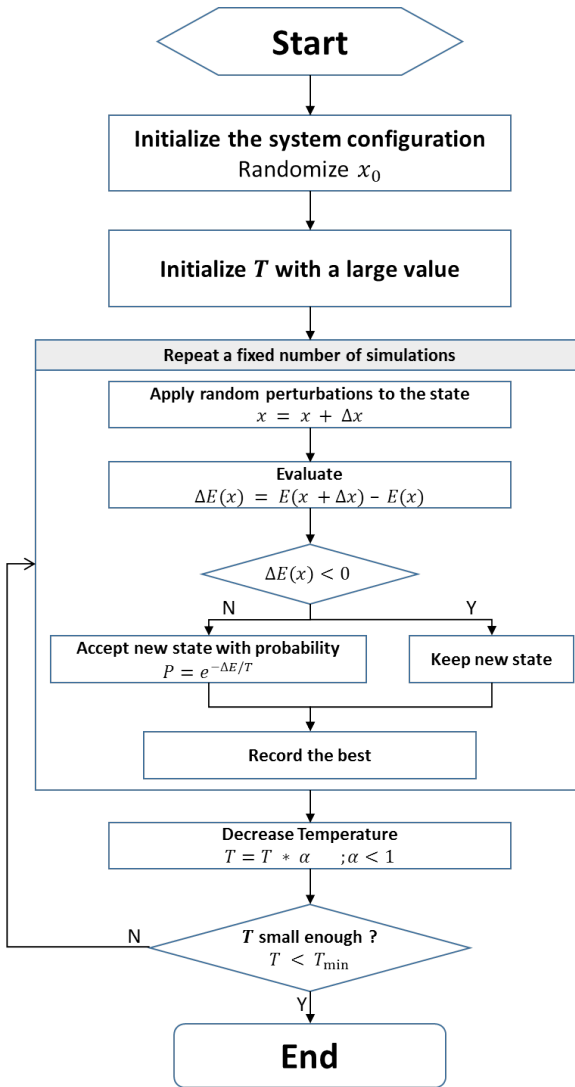 Start
Initialize the system configuration
Randomize x₀
Initialize T with a large value
Repeat a fixed number of simulations
Apply random perturbations to the state
x = x + Δx
Evaluate
ΔE(x) = E(x + Δx) − E(x)
ΔE(x) < 0
N
Y
Accept new state with probability
P = e^{−ΔE/T}
Keep new state
Record the best
Decrease Temperature
T = T * α ;α < 1
T small enough ?
T < Tₘᵢₙ
N
Y
End